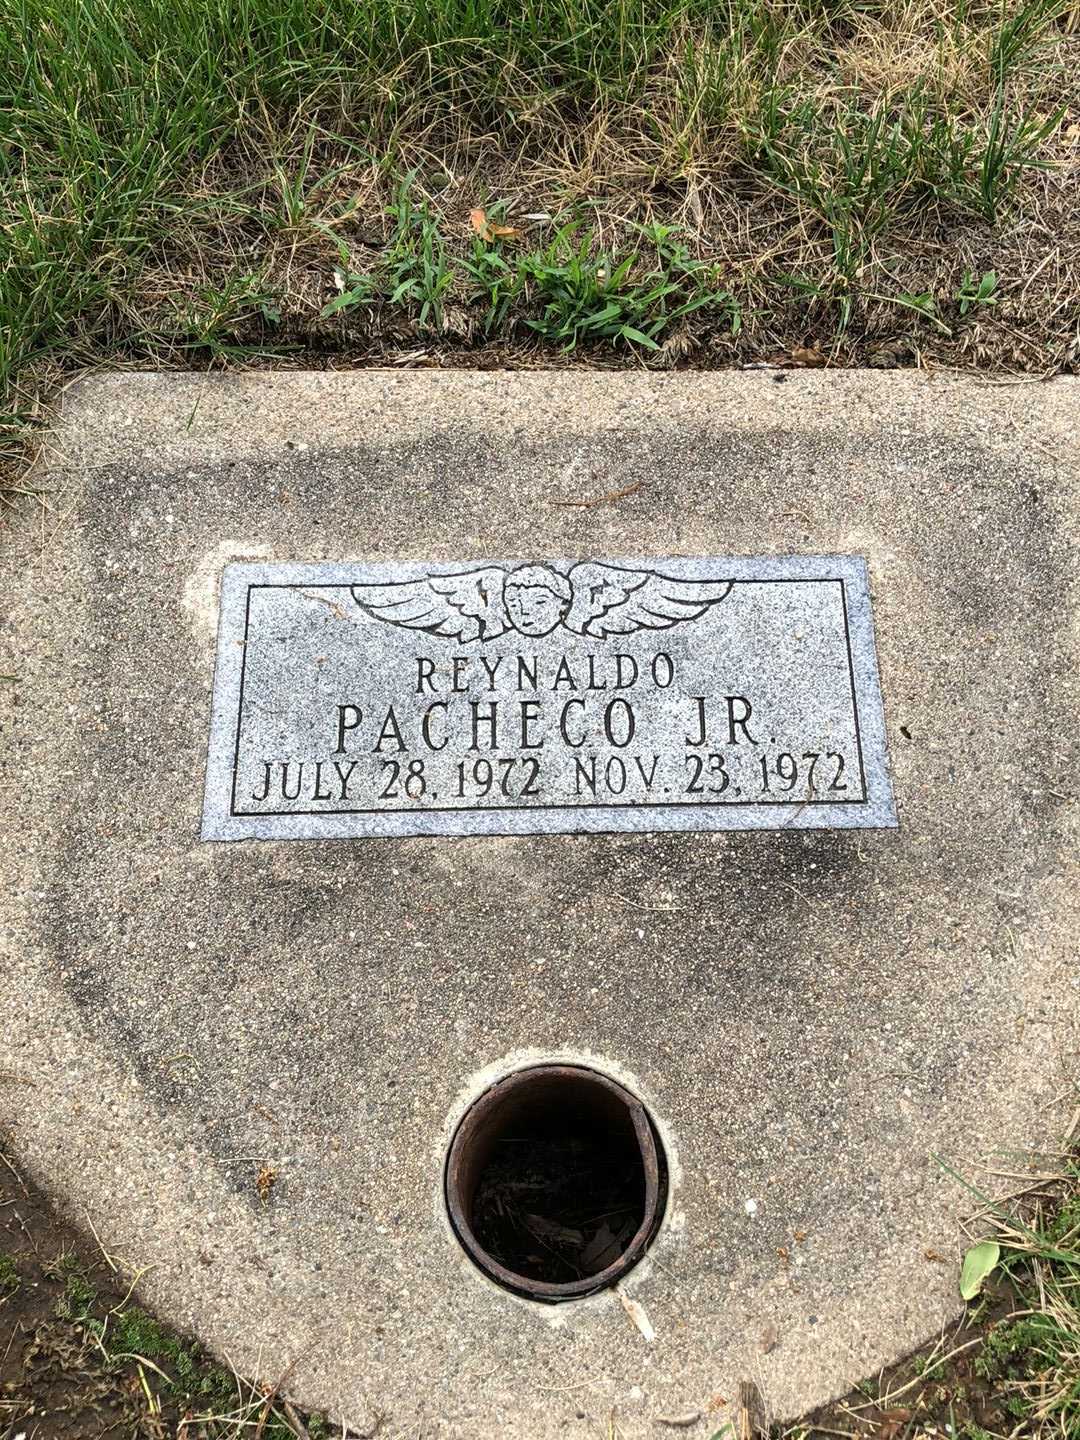 REYNALDO
PACHECO JR.
JULY 28, 1972 NOV. 23, 1972